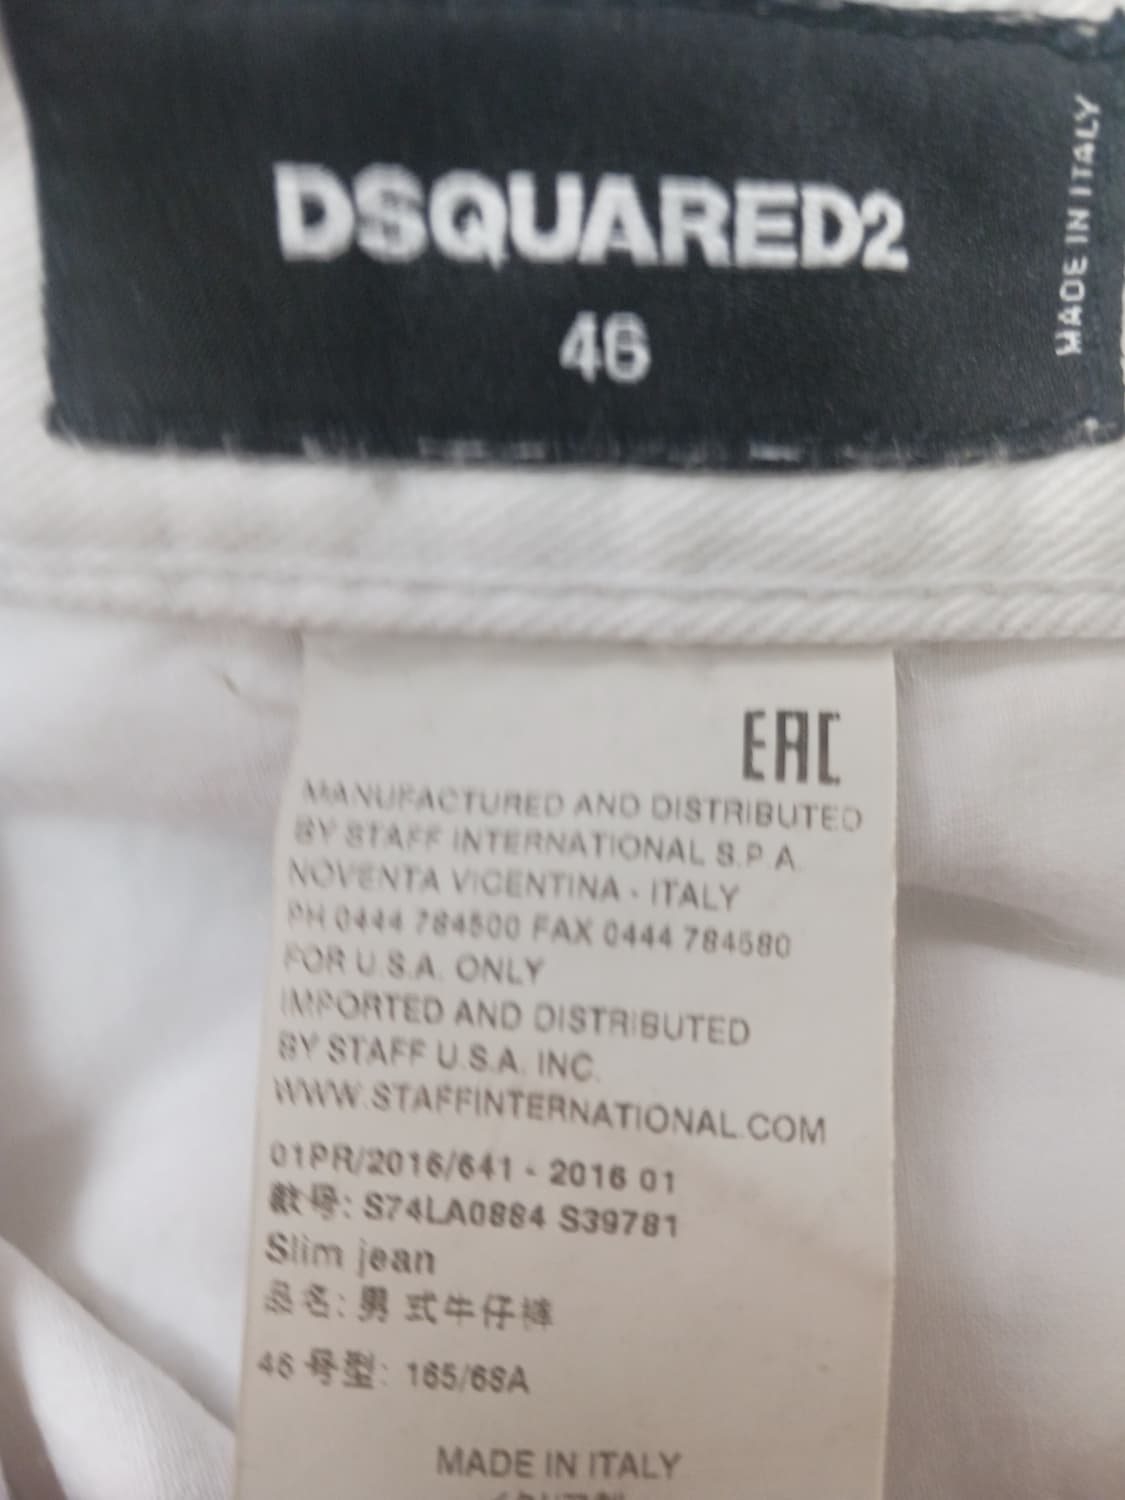 DSQUARED2
46
MADE IN ITALY
EAC
MANUFACTURED AND DISTRIBUTED
BY STAFF INTERNATIONAL S.P.A.
NOVENTA VICENTINA - ITALY
PH 0444 784500 FAX 0444 784580
FOR U.S.A. ONLY
IMPORTED AND DISTRIBUTED
BY STAFF U.S.A. INC.
WWW.STAFFINTERNATIONAL.COM
01PR/2016/641 - 2016 01
款号: S74LA0884 S39781
Slim jean
品名: 男式牛仔裤
46 号型: 165/68A
MADE IN ITALY